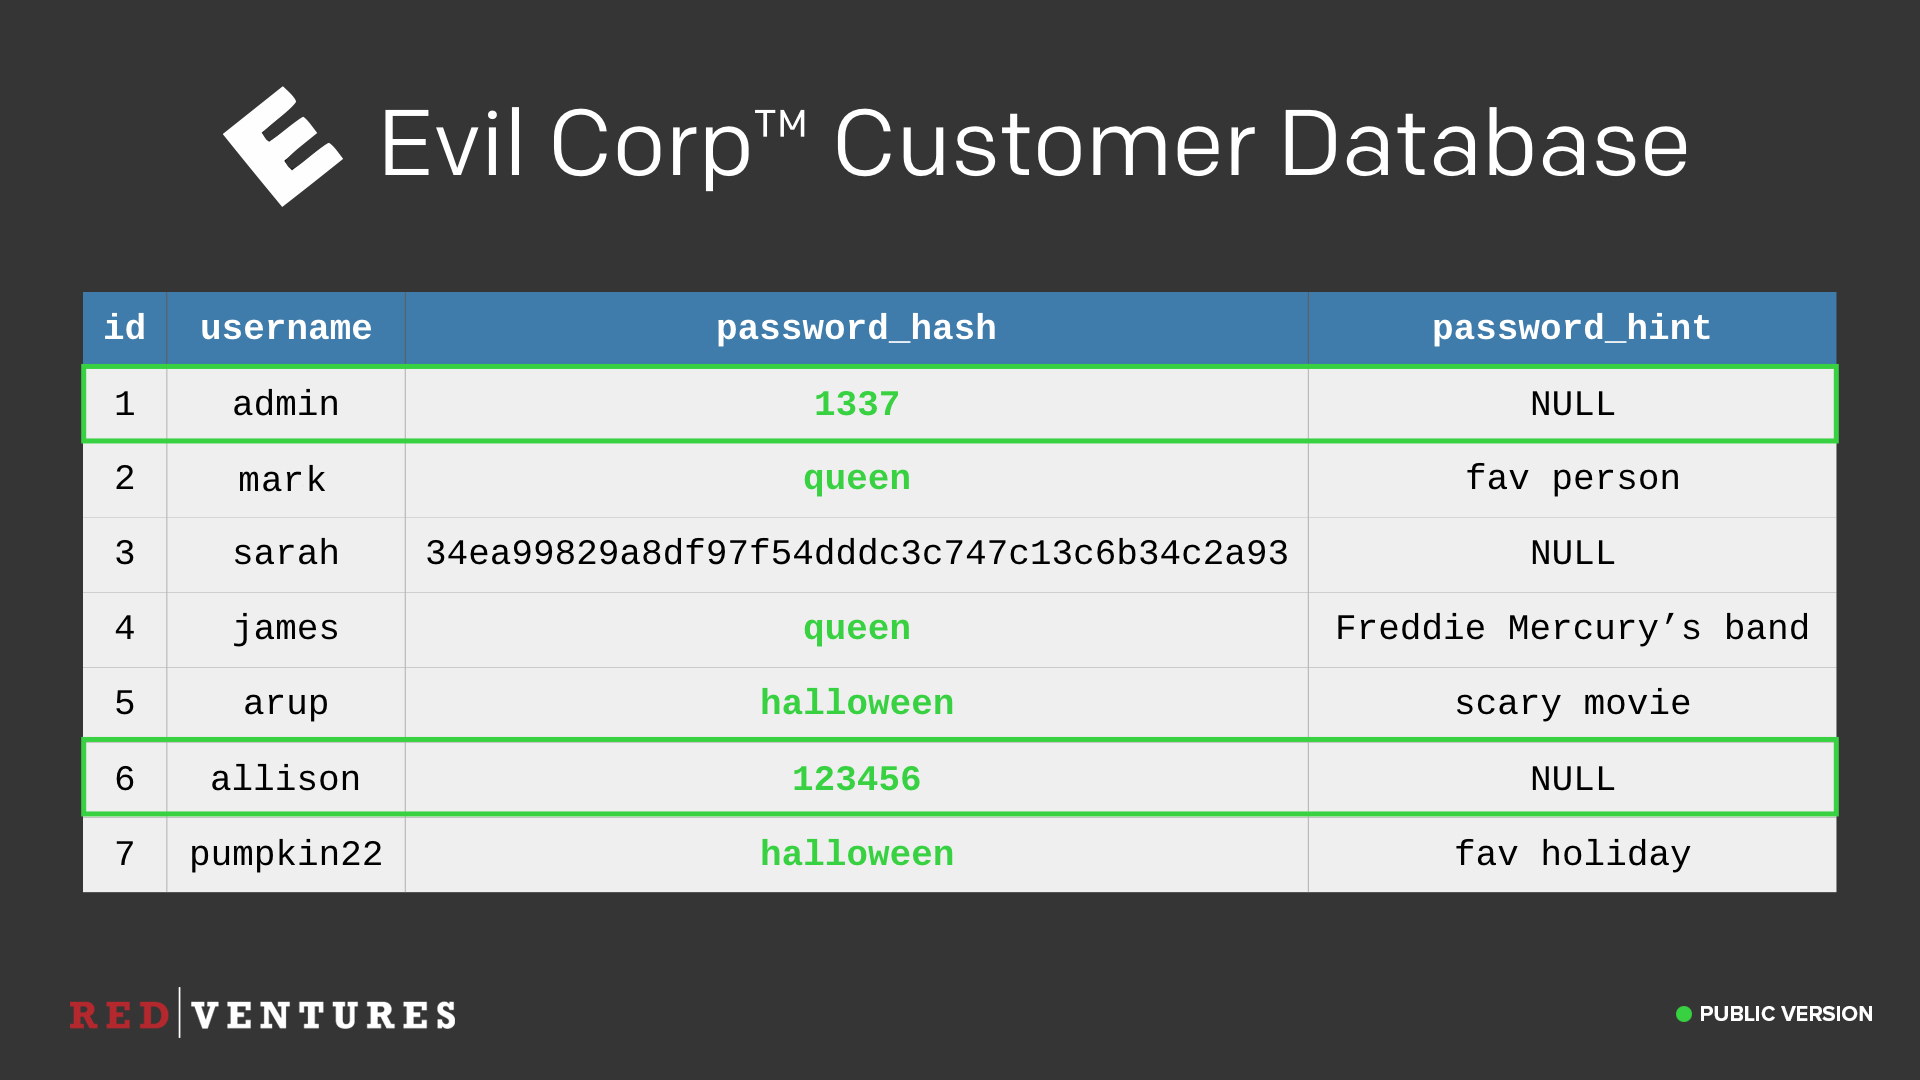 Evil Corp™ Customer Database
id username password_hash password_hint
1 admin 1337 NULL
2 mark queen fav person
3 sarah 34ea99829a8df97f54dddc3c747c13c6b34c2a93 NULL
4 james queen Freddie Mercury’s band
5 arup halloween scary movie
6 allison 123456 NULL
7 pumpkin22 halloween fav holiday
RED VENTURES
PUBLIC VERSION